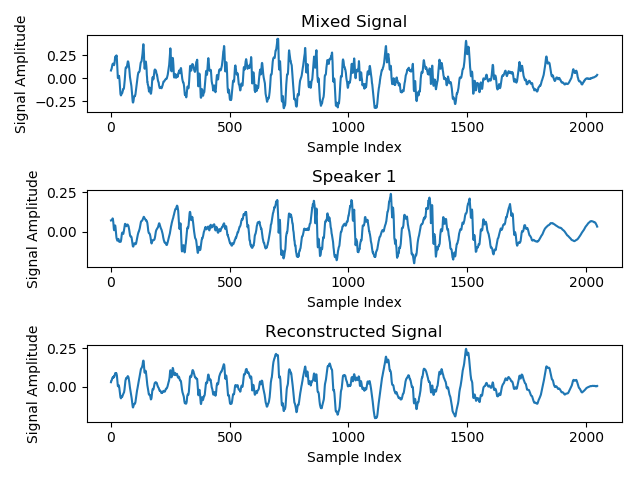 Mixed Signal
Signal Amplitude
0.25
0.00
−0.25
0
500
1000
1500
2000
Sample Index
Speaker 1
Signal Amplitude
0.25
0.00
0
500
1000
1500
2000
Sample Index
Reconstructed Signal
Signal Amplitude
0.25
0.00
0
500
1000
1500
2000
Sample Index